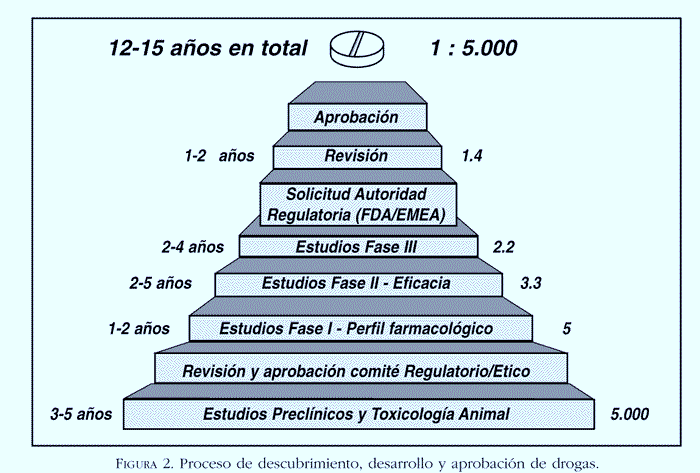 12-15 años en total 1 : 5.000
Aprobación
1-2 años Revisión 1.4
Solicitud Autoridad
Regulatoria (FDA/EMEA)
2-4 años Estudios Fase III 2.2
2-5 años Estudios Fase II - Eficacia 3.3
1-2 años Estudios Fase I - Perfil farmacológico 5
Revisión y aprobación comité Regulatorio/Etico
3-5 años Estudios Preclínicos y Toxicología Animal 5.000
FIGURA 2. Proceso de descubrimiento, desarrollo y aprobación de drogas.